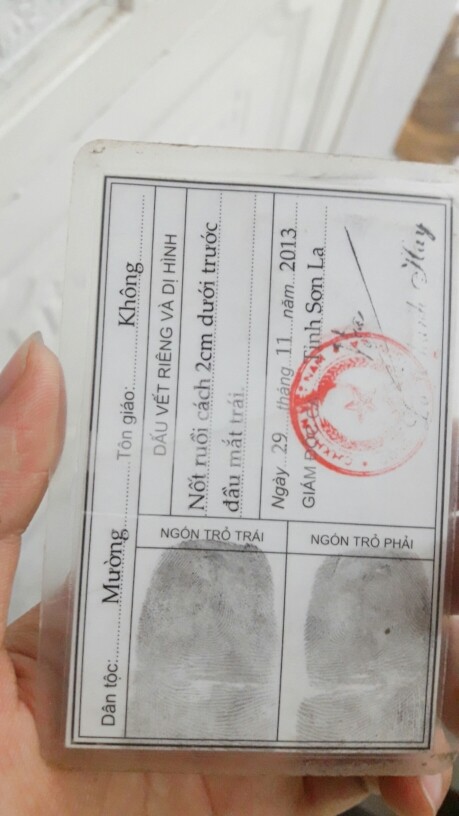 Dân tộc: Mường Tôn giáo: Không
DẤU VẾT RIÊNG VÀ DỊ HÌNH
Nốt ruồi cách 2cm dưới trước
đầu mắt trái.
Ngày 29 tháng 11 năm 2013
GIÁM ĐỐC Tỉnh Sơn La
NGÓN TRỎ TRÁI
NGÓN TRỎ PHẢI